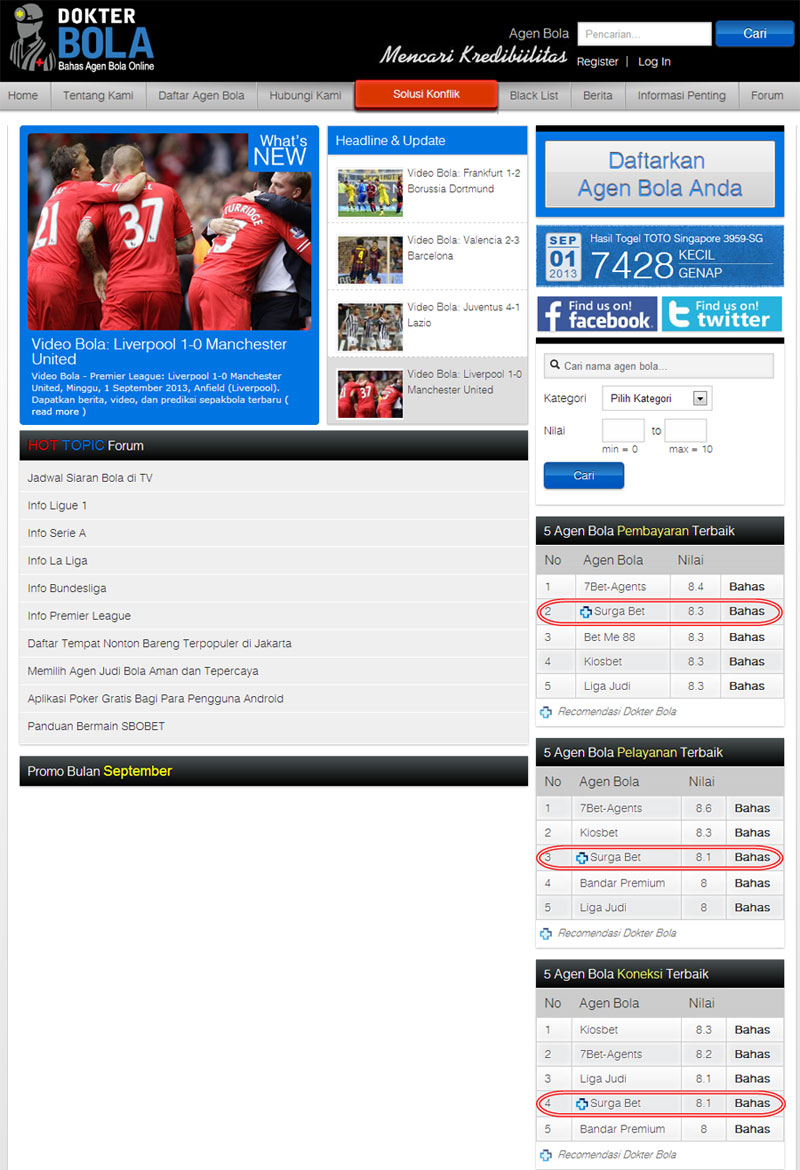 DOKTER
BOLA
Bahas Agen Bola Online
Agen Bola
Mencari Kredibiilitas
Pencarian...
Cari
Register | Log In
Home
Tentang Kami
Daftar Agen Bola
Hubungi Kami
Solusi Konflik
Black List
Berita
Informasi Penting
Forum
What's
NEW
21
37
Video Bola: Liverpool 1-0 Manchester
United
Video Bola - Premier League: Liverpool 1-0 Manchester
United, Minggu, 1 September 2013, Anfield (Liverpool).
Dapatkan berita, video, dan prediksi sepakbola terbaru (
read more )
Headline & Update
Video Bola: Frankfurt 1-2
Borussia Dortmund
Video Bola: Valencia 2-3
Barcelona
Video Bola: Juventus 4-1
Lazio
Video Bola: Liverpool 1-0
Manchester United
HOT TOPIC Forum
Jadwal Siaran Bola di TV
Info Ligue 1
Info Serie A
Info La Liga
Info Bundesliga
Info Premier League
Daftar Tempat Nonton Bareng Terpopuler di Jakarta
Memilih Agen Judi Bola Aman dan Tepercaya
Aplikasi Poker Gratis Bagi Para Pengguna Android
Panduan Bermain SBOBET
Promo Bulan September
Daftarkan
Agen Bola Anda
SEP
01
2013
Hasil Togel TOTO Singapore 3959-SG
7428
KECIL
GENAP
Find us on!
facebook.
Find us on!
twitter
Cari nama agen bola...
Kategori
Pilih Kategori
Nilai
to
min = 0
max = 10
Cari
5 Agen Bola Pembayaran Terbaik
No Agen Bola Nilai
1 7Bet-Agents 8.4 Bahas
2 Surga Bet 8.3 Bahas
3 Bet Me 88 8.3 Bahas
4 Kiosbet 8.3 Bahas
5 Liga Judi 8.3 Bahas
Recomendasi Dokter Bola
5 Agen Bola Pelayanan Terbaik
No Agen Bola Nilai
1 7Bet-Agents 8.6 Bahas
2 Kiosbet 8.3 Bahas
3 Surga Bet 8.1 Bahas
4 Bandar Premium 8 Bahas
5 Liga Judi 8 Bahas
Recomendasi Dokter Bola
5 Agen Bola Koneksi Terbaik
No Agen Bola Nilai
1 Kiosbet 8.3 Bahas
2 7Bet-Agents 8.2 Bahas
3 Liga Judi 8.1 Bahas
4 Surga Bet 8.1 Bahas
5 Bandar Premium 8 Bahas
Recomendasi Dokter Bola